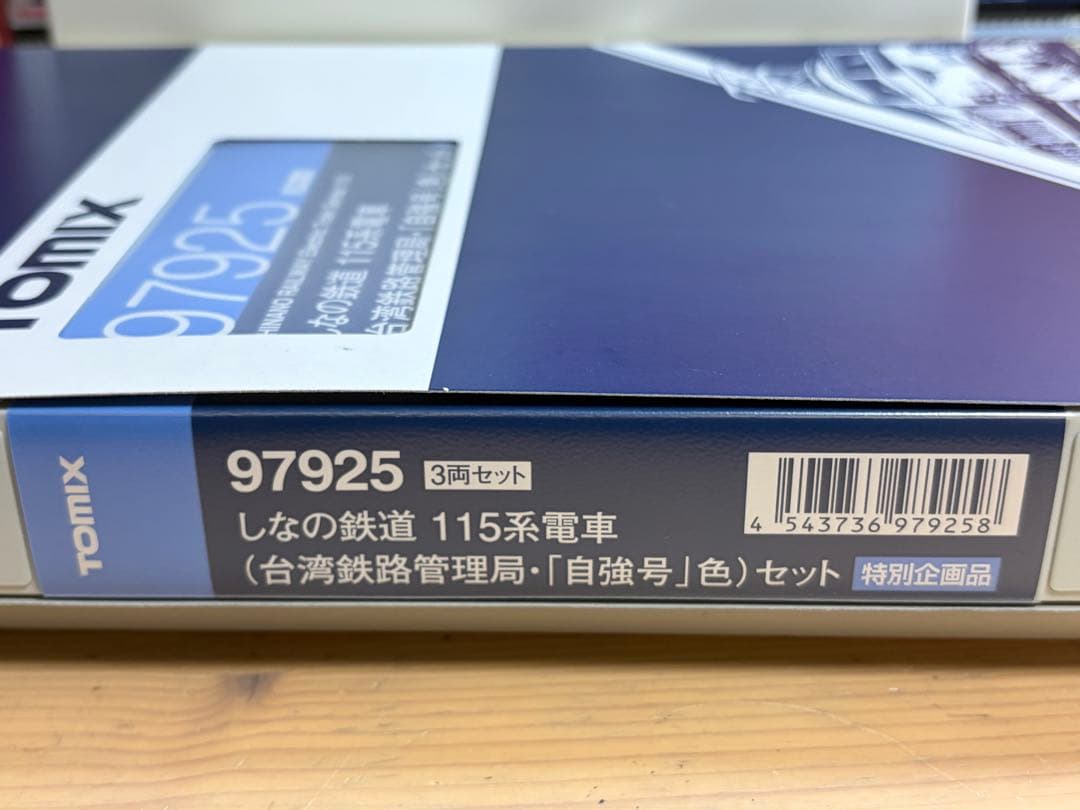 TOMIX
97925
しなの鉄道 115系電車
台湾鉄路管理局・「自強号」
TOMIX
97925 3両セット
しなの鉄道 115系電車
(台湾鉄路管理局・「自強号」色)セット 特別企画品
4 543736 979258